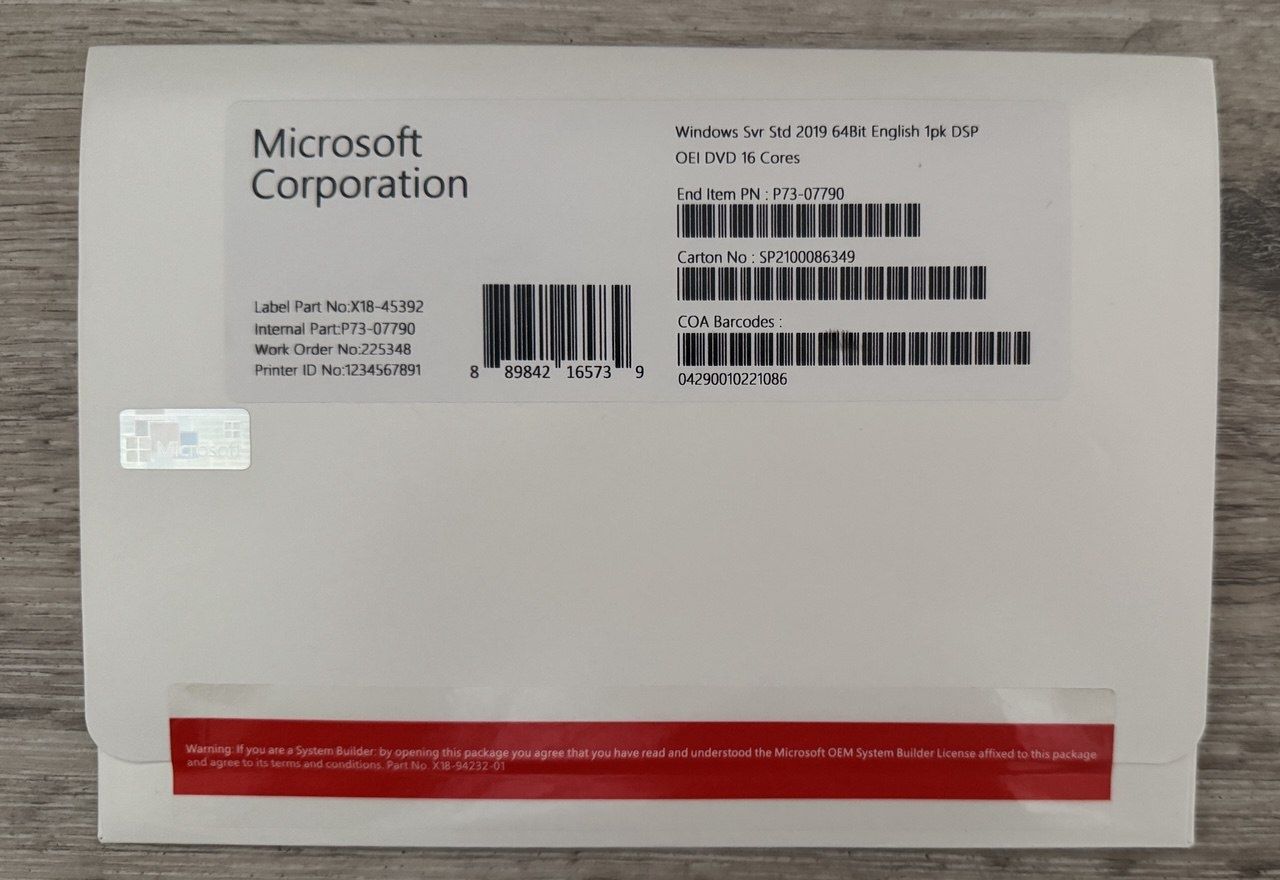 Microsoft
Corporation
Windows Svr Std 2019 64Bit English 1pk DSP
OEI DVD 16 Cores
End Item PN : P73-07790
Carton No : SP2100086349
COA Barcodes :
04290010221086
Label Part No:X18-45392
Internal Part:P73-07790
Work Order No:225348
Printer ID No:1234567891
8 89842 16573 9
Microsoft
Warning: If you are a System Builder: by opening this package you agree that you have read and understood the Microsoft OEM System Builder License affixed to this package
and agree to its terms and conditions. Part No. X18-94232-01